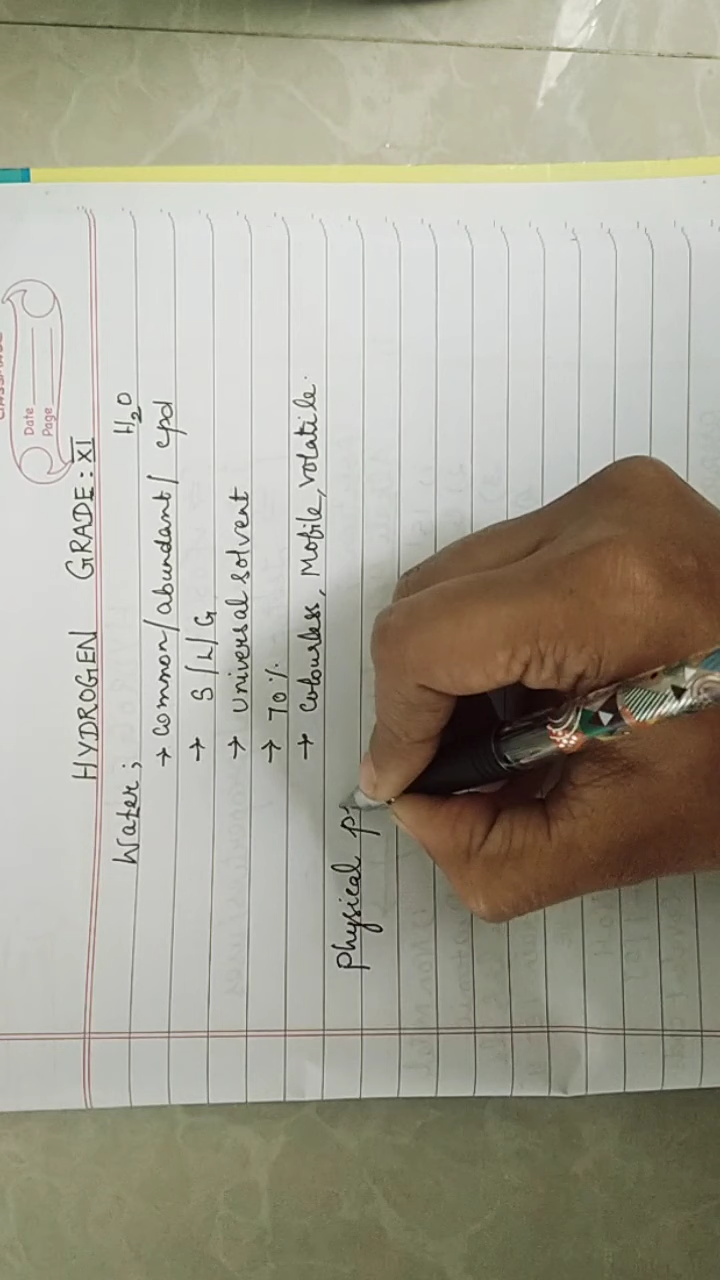 Date
Page
HYDROGEN GRADE: XI
Water; H₂O
→ Common/abundant/cpd
→ S/L/G
→ Universal solvent
→ 70%
→ Colourless, Mobile, volatile.
Physical p